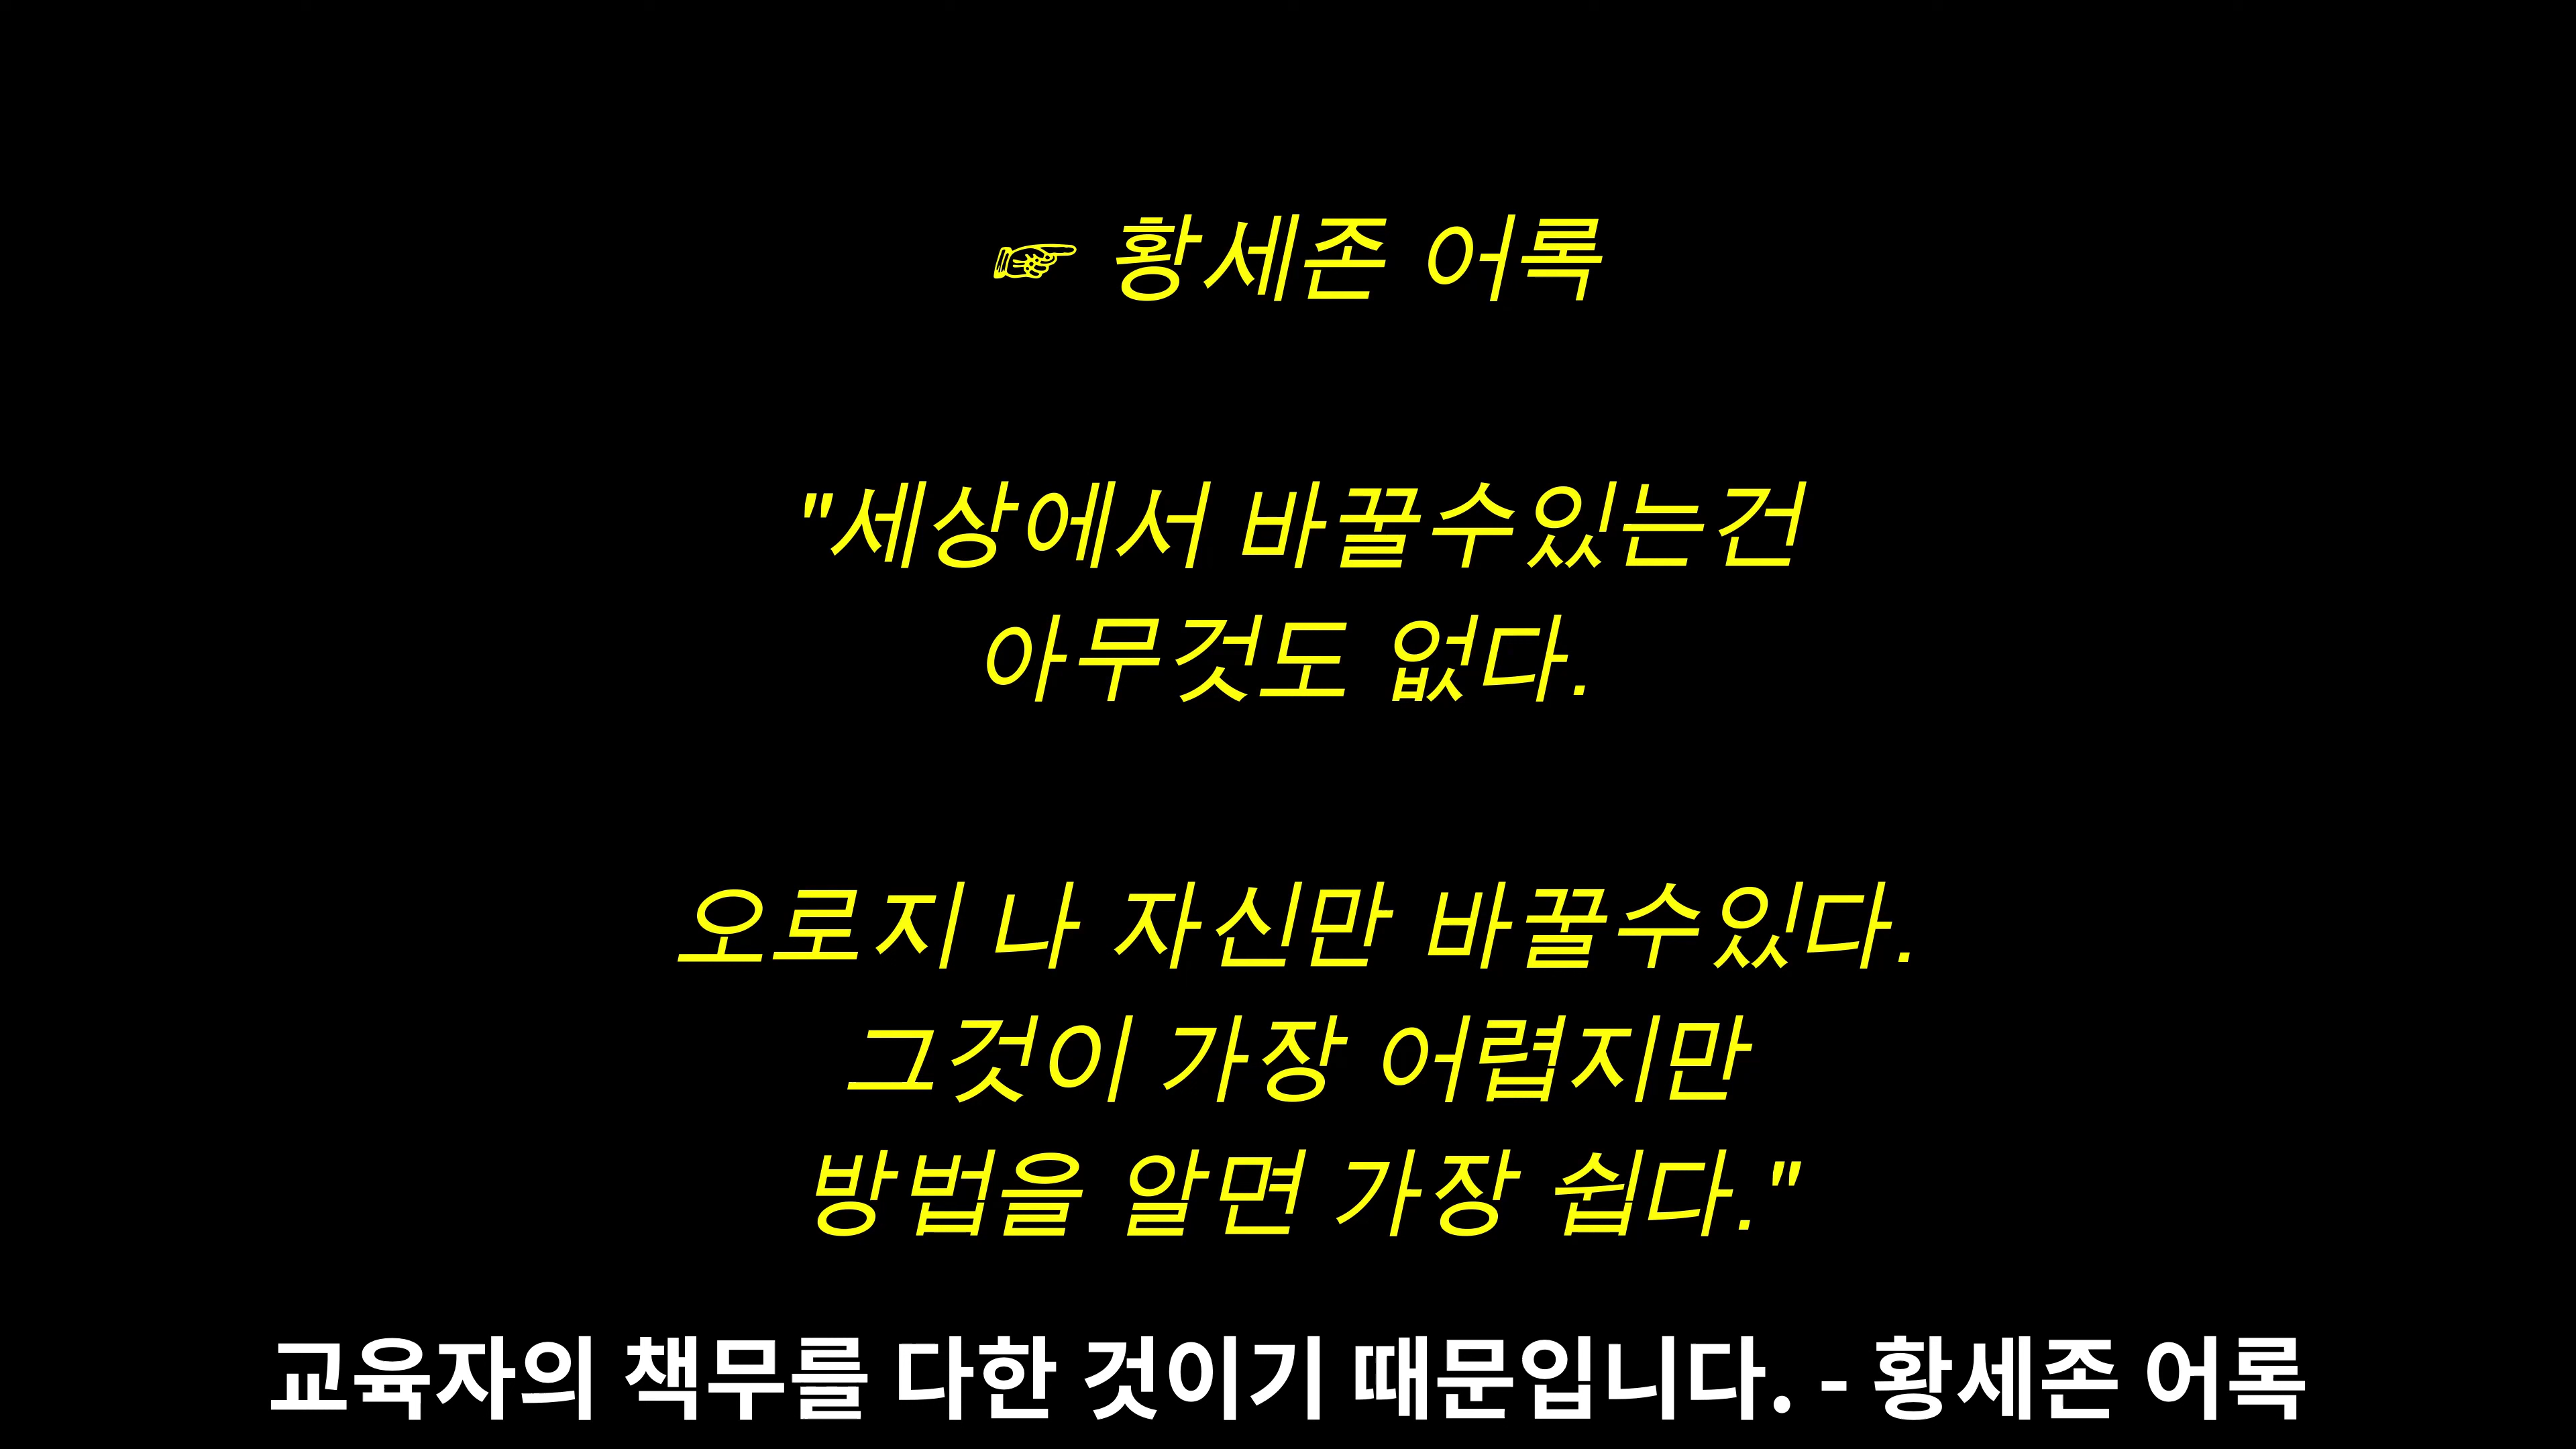 ☞ 황세존 어록
"세상에서 바꿀수있는건
아무것도 없다.
오로지 나 자신만 바꿀수있다.
그것이 가장 어렵지만
방법을 알면 가장 쉽다."
교육자의 책무를 다한 것이기 때문입니다. - 황세존 어록